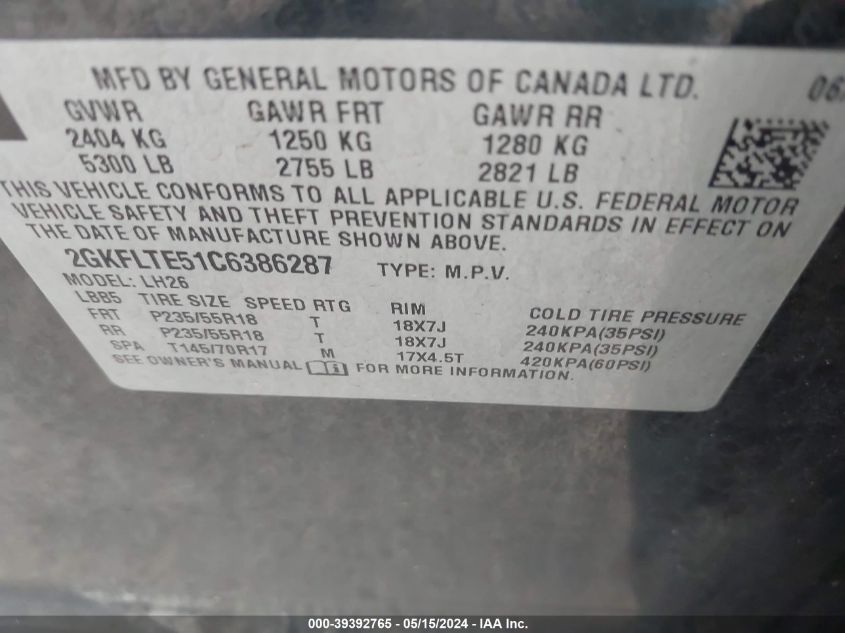 MFD BY GENERAL MOTORS OF CANADA LTD. 06
GVWR GAWR FRT GAWR RR
2404 KG 1250 KG 1280 KG
5300 LB 2755 LB 2821 LB
THIS VEHICLE CONFORMS TO ALL APPLICABLE U.S. FEDERAL MOTOR
VEHICLE SAFETY AND THEFT PREVENTION STANDARDS IN EFFECT ON
THE DATE OF MANUFACTURE SHOWN ABOVE.
2GKFLTE51C6386287 TYPE: M.P.V.
MODEL: LH26
LBB5 TIRE SIZE SPEED RTG RIM COLD TIRE PRESSURE
FRT P235/55R18 T 18X7J 240KPA(35PSI)
RR P235/55R18 T 18X7J 240KPA(35PSI)
SPA T145/70R17 M 17X4.5T 420KPA(60PSI)
SEE OWNER'S MANUAL FOR MORE INFORMATION.
000-39392765 - 05/15/2024 - IAA Inc.